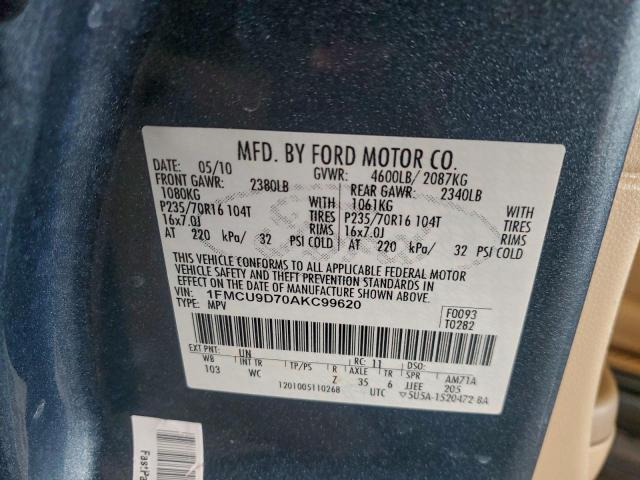 MFD. BY FORD MOTOR CO.
DATE: 05/10 GVWR: 4600LB/ 2087KG
FRONT GAWR: 2380LB REAR GAWR: 2340LB
1080KG 1061KG
P235/70R16 104T TIRES P235/70R16 104T TIRES
16x7.0J RIMS 16x7.0J RIMS
AT 220 kPa/ 32 PSI COLD AT 220 kPa/ 32 PSI COLD
THIS VEHICLE CONFORMS TO ALL APPLICABLE FEDERAL MOTOR
VEHICLE SAFETY AND THEFT PREVENTION STANDARDS IN
EFFECT ON THE DATE OF MANUFACTURE SHOWN ABOVE.
VIN: 1FMCU9D70AKC99620 F0093
TYPE: MPV T0282
EXT PNT: UN RC: 11 DSO:
WB INT TR TP/PS R AXLE TR SPR AM71A
103 WC Z 35 6 JJEE 205
1201005110268 UTC 5U5A-1520472-BA
FastPa